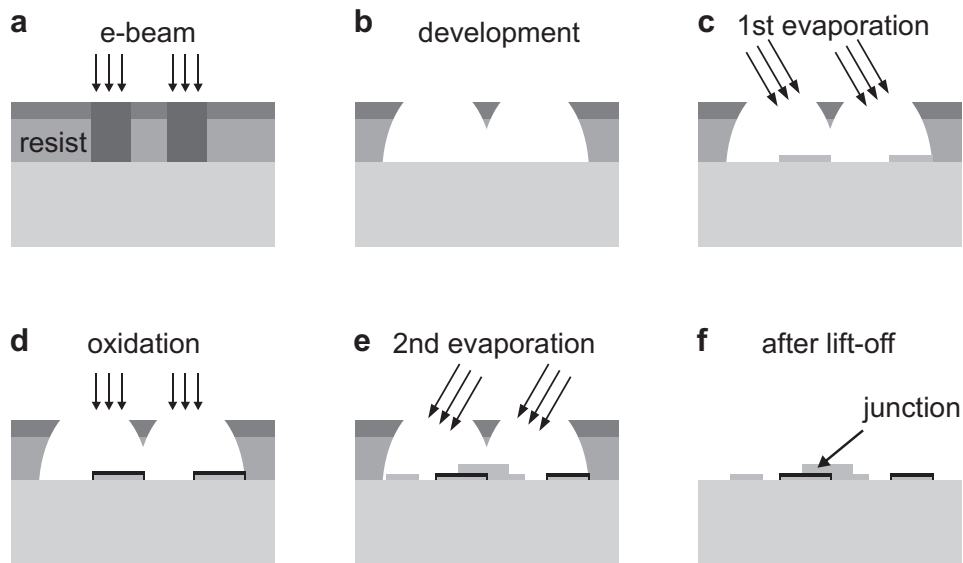 a
e-beam
resist
b
development
c
1st evaporation
d
oxidation
e
2nd evaporation
f
after lift-off
junction